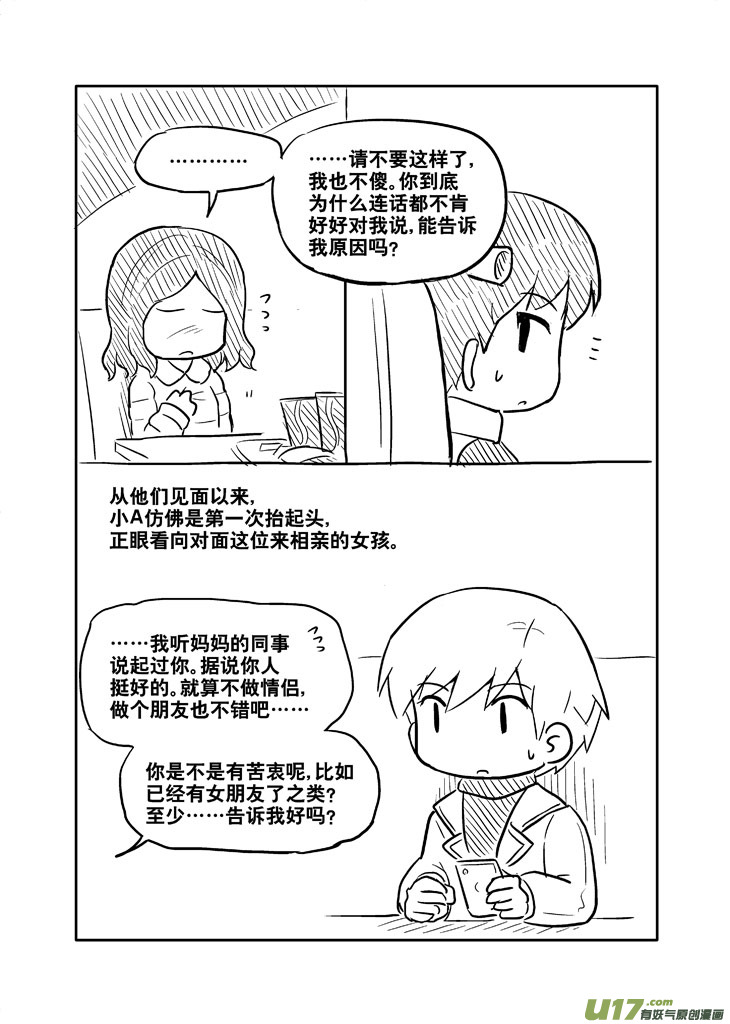 …………
……请不要这样了，
我也不傻。你到底
为什么连话都不肯
好好对我说，能告诉
我原因吗？
从他们见面以来，
小A仿佛是第一次抬起头，
正眼看向对面这位来相亲的女孩。
……我听妈妈的同事
说起过你。据说你人
挺好的。就算不做情侣，
做个朋友也不错吧……
你是不是有苦衷呢，比如
已经有女朋友了之类？
至少……告诉我好吗？
U17.com
有妖气原创漫画